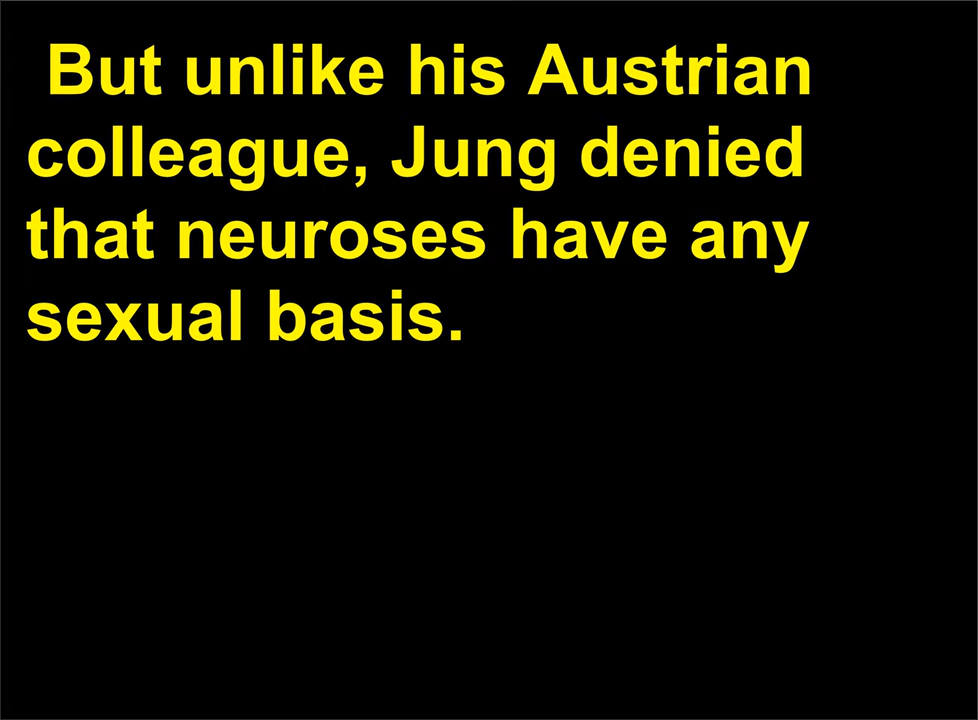 But unlike his Austrian
colleague, Jung denied
that neuroses have any
sexual basis.